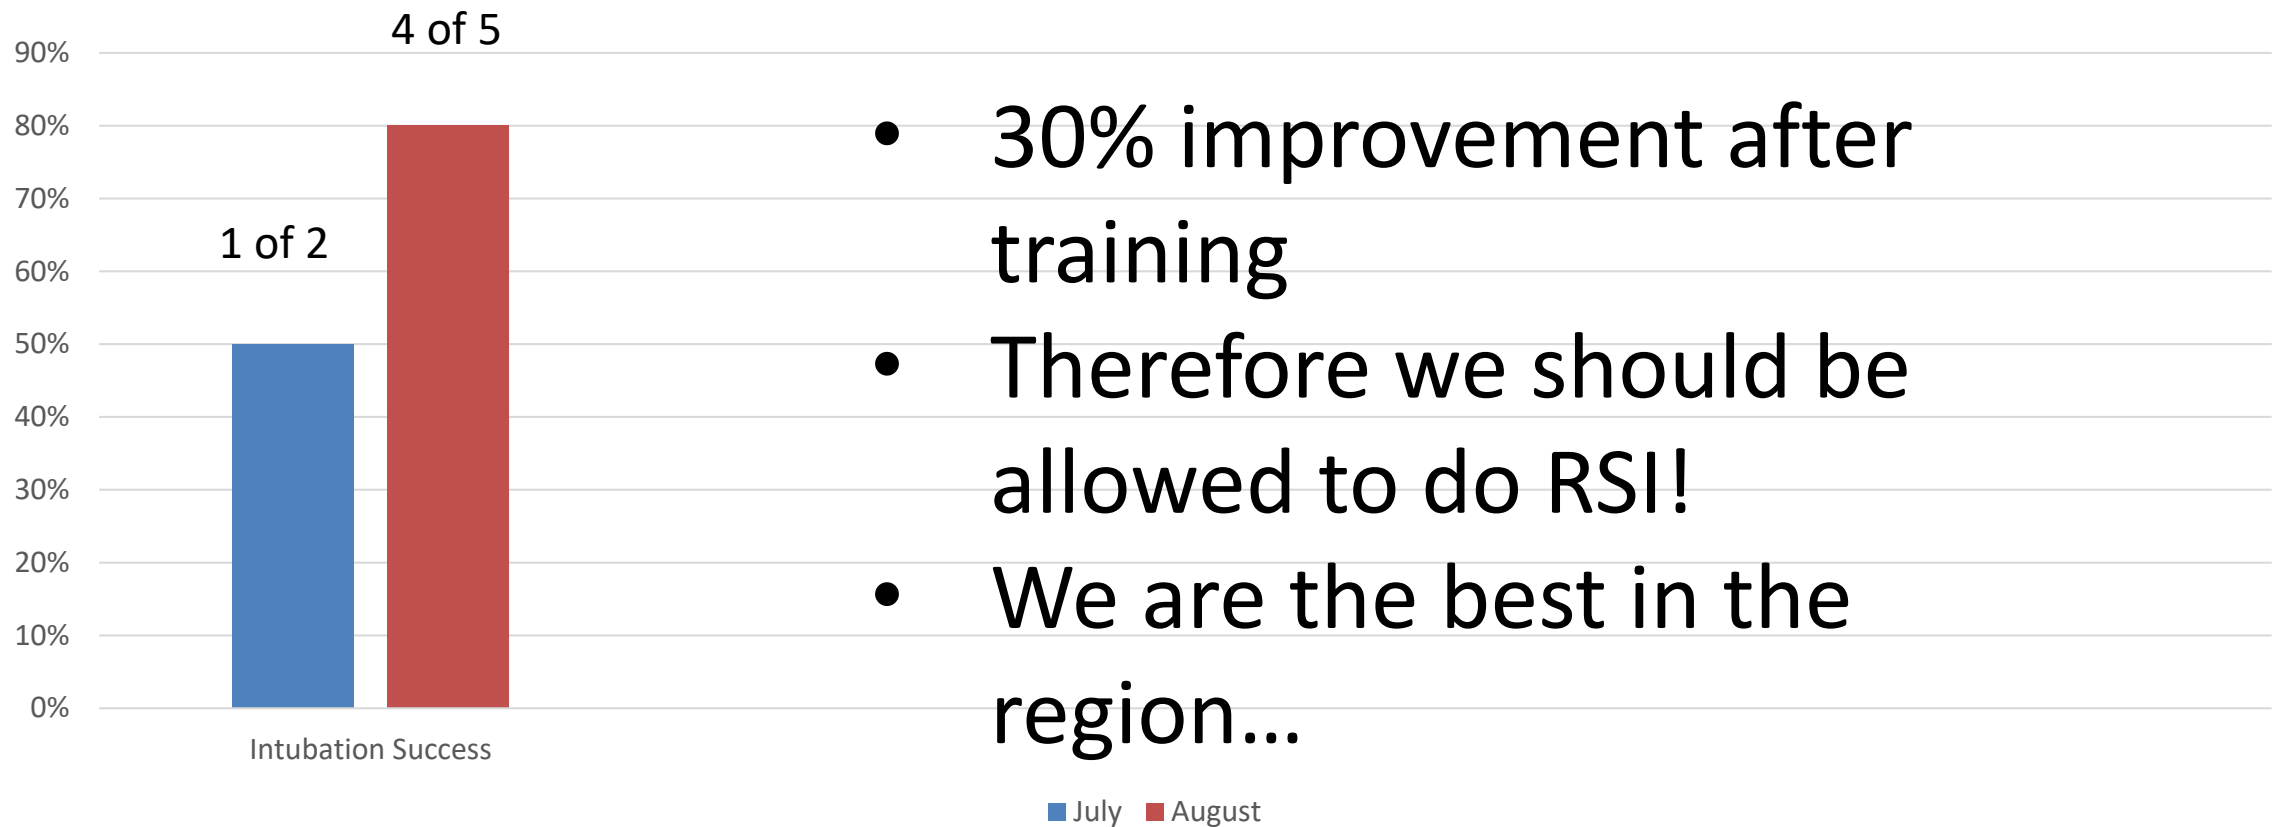 4 of 5
90%
80%
70%
1 of 2
60%
50%
40%
30%
20%
10%
0%
Intubation Success
• 30% improvement after
training
• Therefore we should be
allowed to do RSI!
• We are the best in the
region…
July August